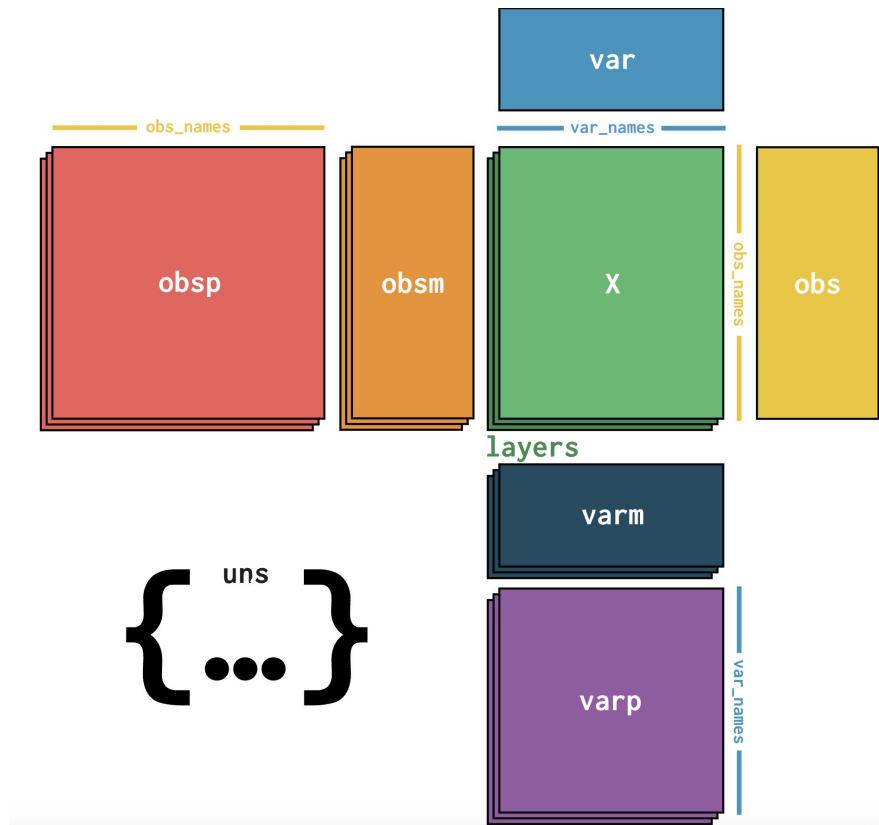 var
obs_names
var_names
obsp
obsm
X
obs_names
obs
layers
varm
uns
{...}
varp
var_names